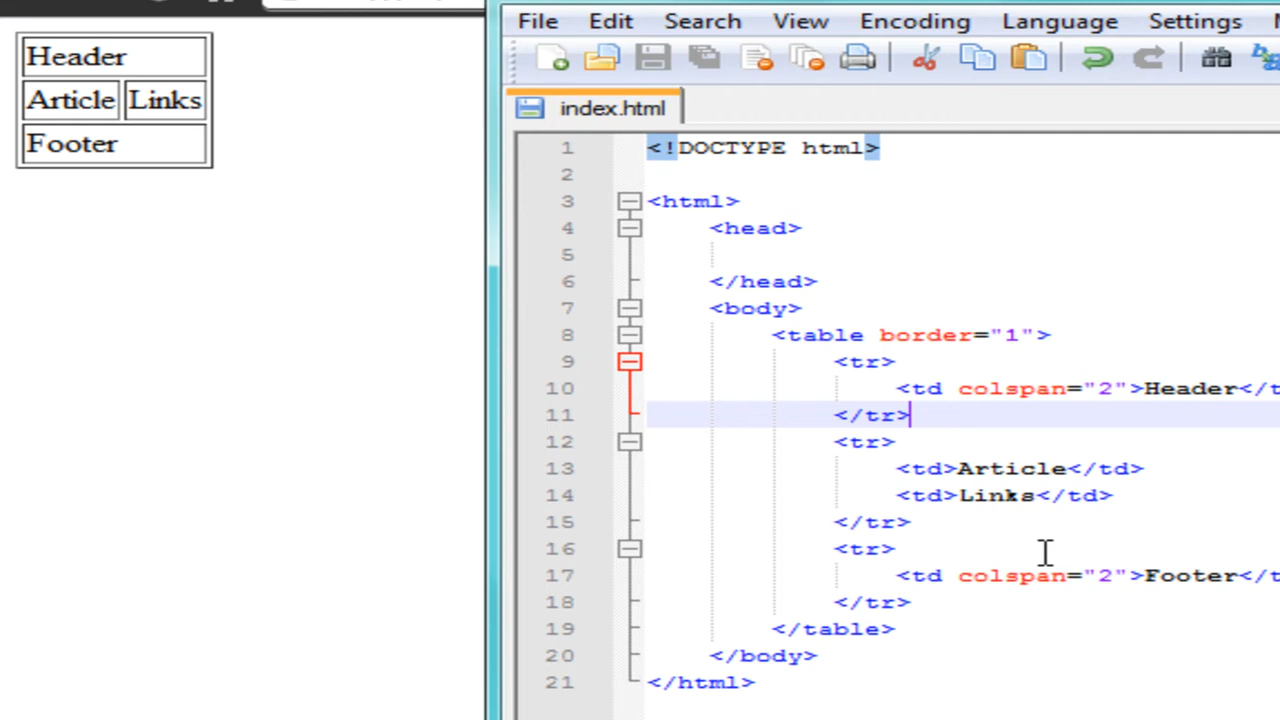 Header
Article Links
Footer
File Edit Search View Encoding Language Settings
index.html
1 <!DOCTYPE html>
2
3 <html>
4 <head>
5
6 </head>
7 <body>
8 <table border="1">
9 <tr>
10 <td colspan="2">Header</t
11 </tr>
12 <tr>
13 <td>Article</td>
14 <td>Links</td>
15 </tr>
16 <tr>
17 <td colspan="2">Footer</t
18 </tr>
19 </table>
20 </body>
21 </html>